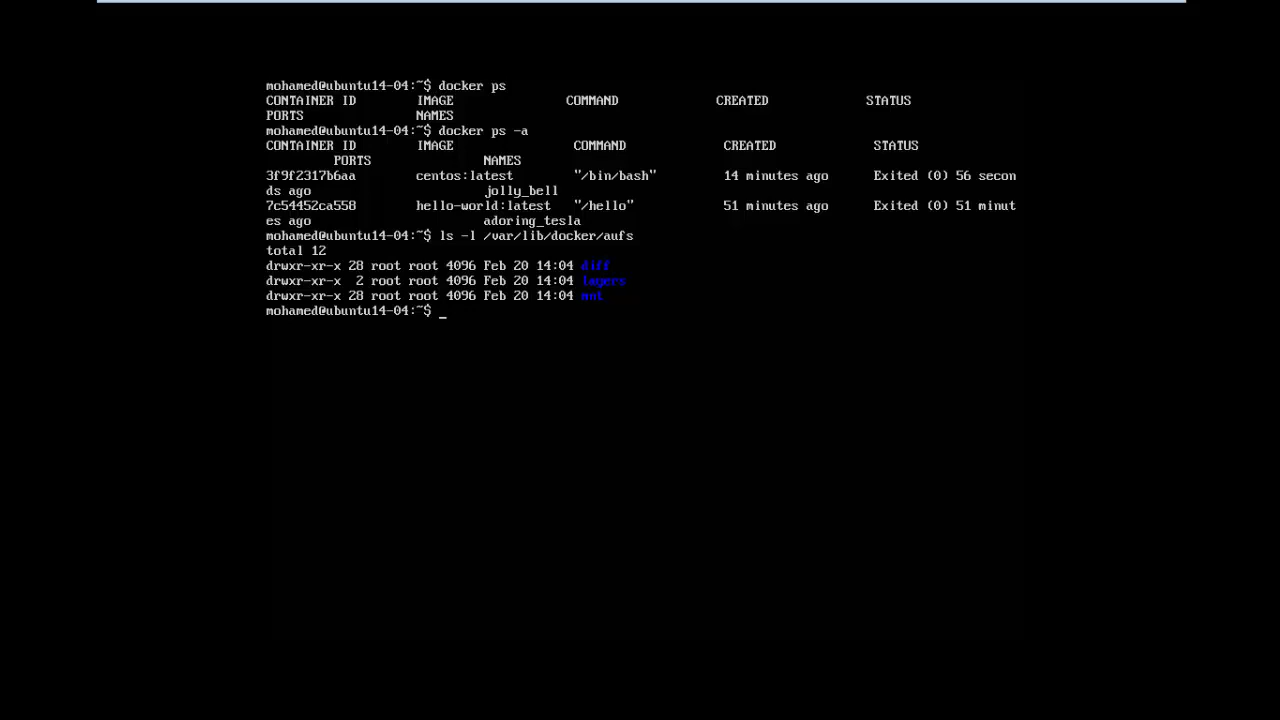 mohamed@ubuntu14-04:~$ docker ps
CONTAINER ID        IMAGE               COMMAND             CREATED             STATUS
PORTS               NAMES
mohamed@ubuntu14-04:~$ docker ps -a
CONTAINER ID        IMAGE                COMMAND             CREATED             STATUS
         PORTS               NAMES
3f9f2317b6aa        centos:latest        "/bin/bash"         14 minutes ago      Exited (0) 56 secon
ds ago                       jolly_bell
7c54452ca558        hello-world:latest   "/hello"            51 minutes ago      Exited (0) 51 minut
es ago                       adoring_tesla
mohamed@ubuntu14-04:~$ ls -l /var/lib/docker/aufs
total 12
drwxr-xr-x 28 root root 4096 Feb 20 14:04 diff
drwxr-xr-x  2 root root 4096 Feb 20 14:04 layers
drwxr-xr-x 28 root root 4096 Feb 20 14:04 mnt
mohamed@ubuntu14-04:~$ _